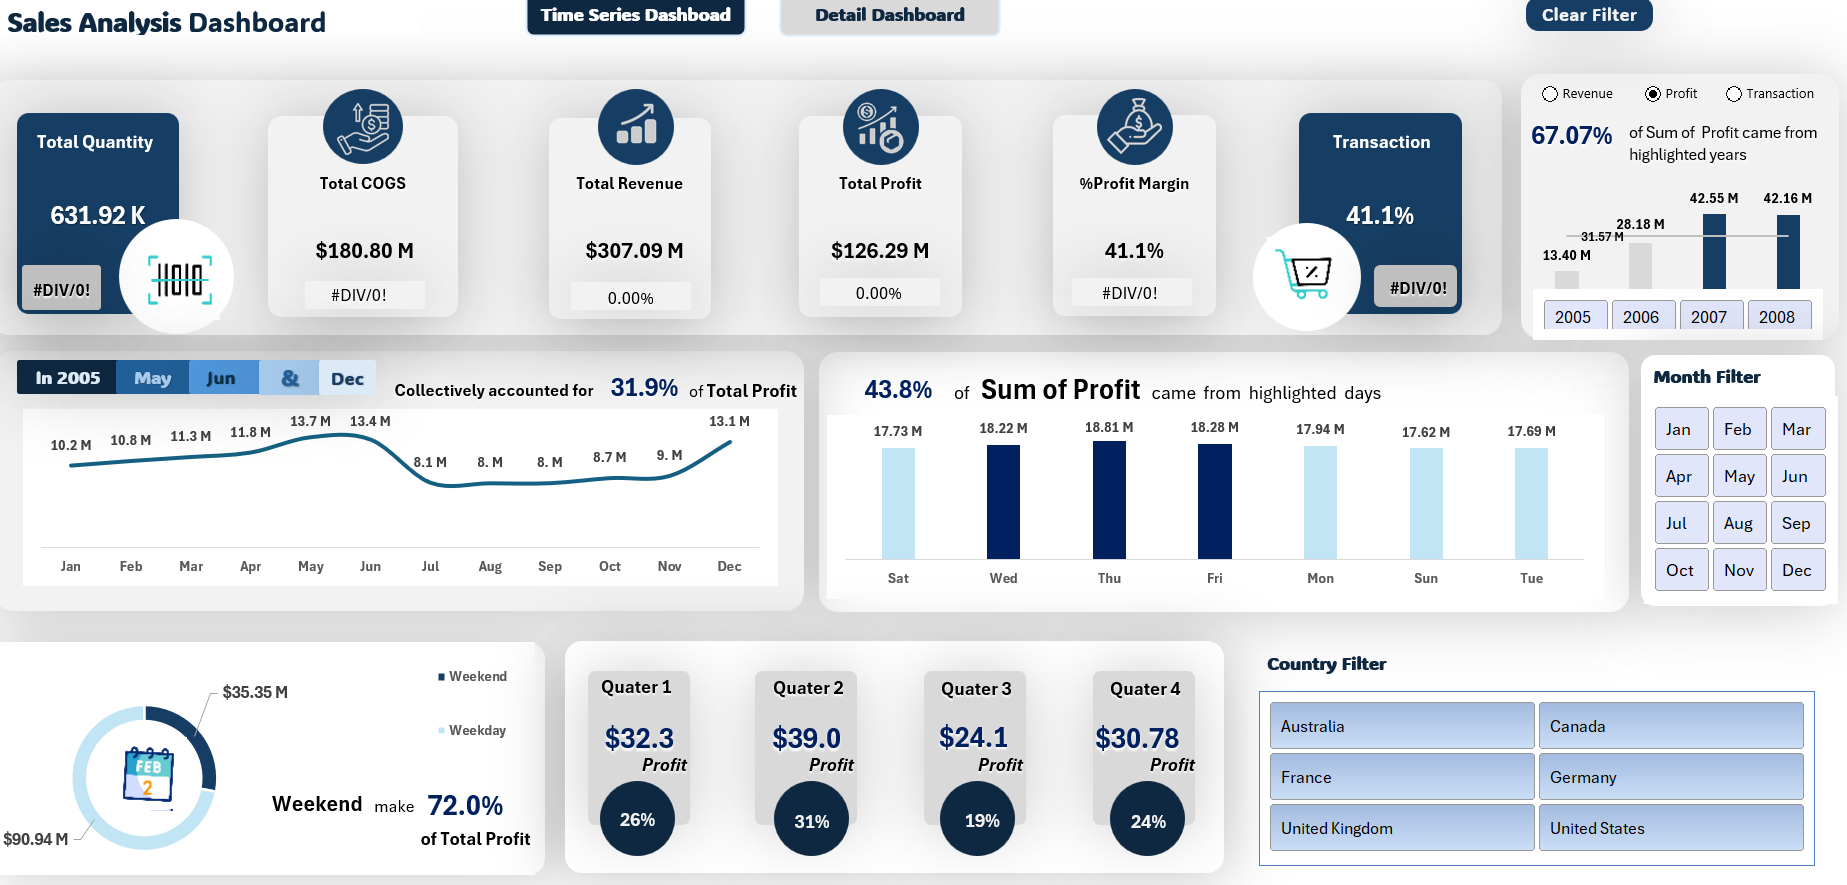 Sales Analysis Dashboard
Time Series Dashboad
Detail Dashboard
Clear Filter
Total Quantity
631.92 K
#DIV/0!
Total COGS
$180.80 M
#DIV/0!
Total Revenue
$307.09 M
0.00%
Total Profit
$126.29 M
0.00%
%Profit Margin
41.1%
#DIV/0!
Transaction
41.1%
#DIV/0!
Revenue Profit Transaction
67.07% of Sum of Profit came from
highlighted years
42.55 M 42.16 M
28.18 M
31.57 M
13.40 M
2005 2006 2007 2008
In 2005 May Jun & Dec
Collectively accounted for 31.9% of Total Profit
10.2 M 10.8 M 11.3 M 11.8 M 13.7 M 13.4 M 8.1 M 8. M 8. M 8.7 M 9. M 13.1 M
Jan Feb Mar Apr May Jun Jul Aug Sep Oct Nov Dec
43.8% of Sum of Profit came from highlighted days
17.73 M 18.22 M 18.81 M 18.28 M 17.94 M 17.62 M 17.69 M
Sat Wed Thu Fri Mon Sun Tue
Month Filter
Jan Feb Mar
Apr May Jun
Jul Aug Sep
Oct Nov Dec
Weekend
Weekday
$35.35 M
FEB
2
$90.94 M
Weekend make 72.0%
of Total Profit
Quater 1
$32.3
Profit
26%
Quater 2
$39.0
Profit
31%
Quater 3
$24.1
Profit
19%
Quater 4
$30.78
Profit
24%
Country Filter
Australia Canada
France Germany
United Kingdom United States